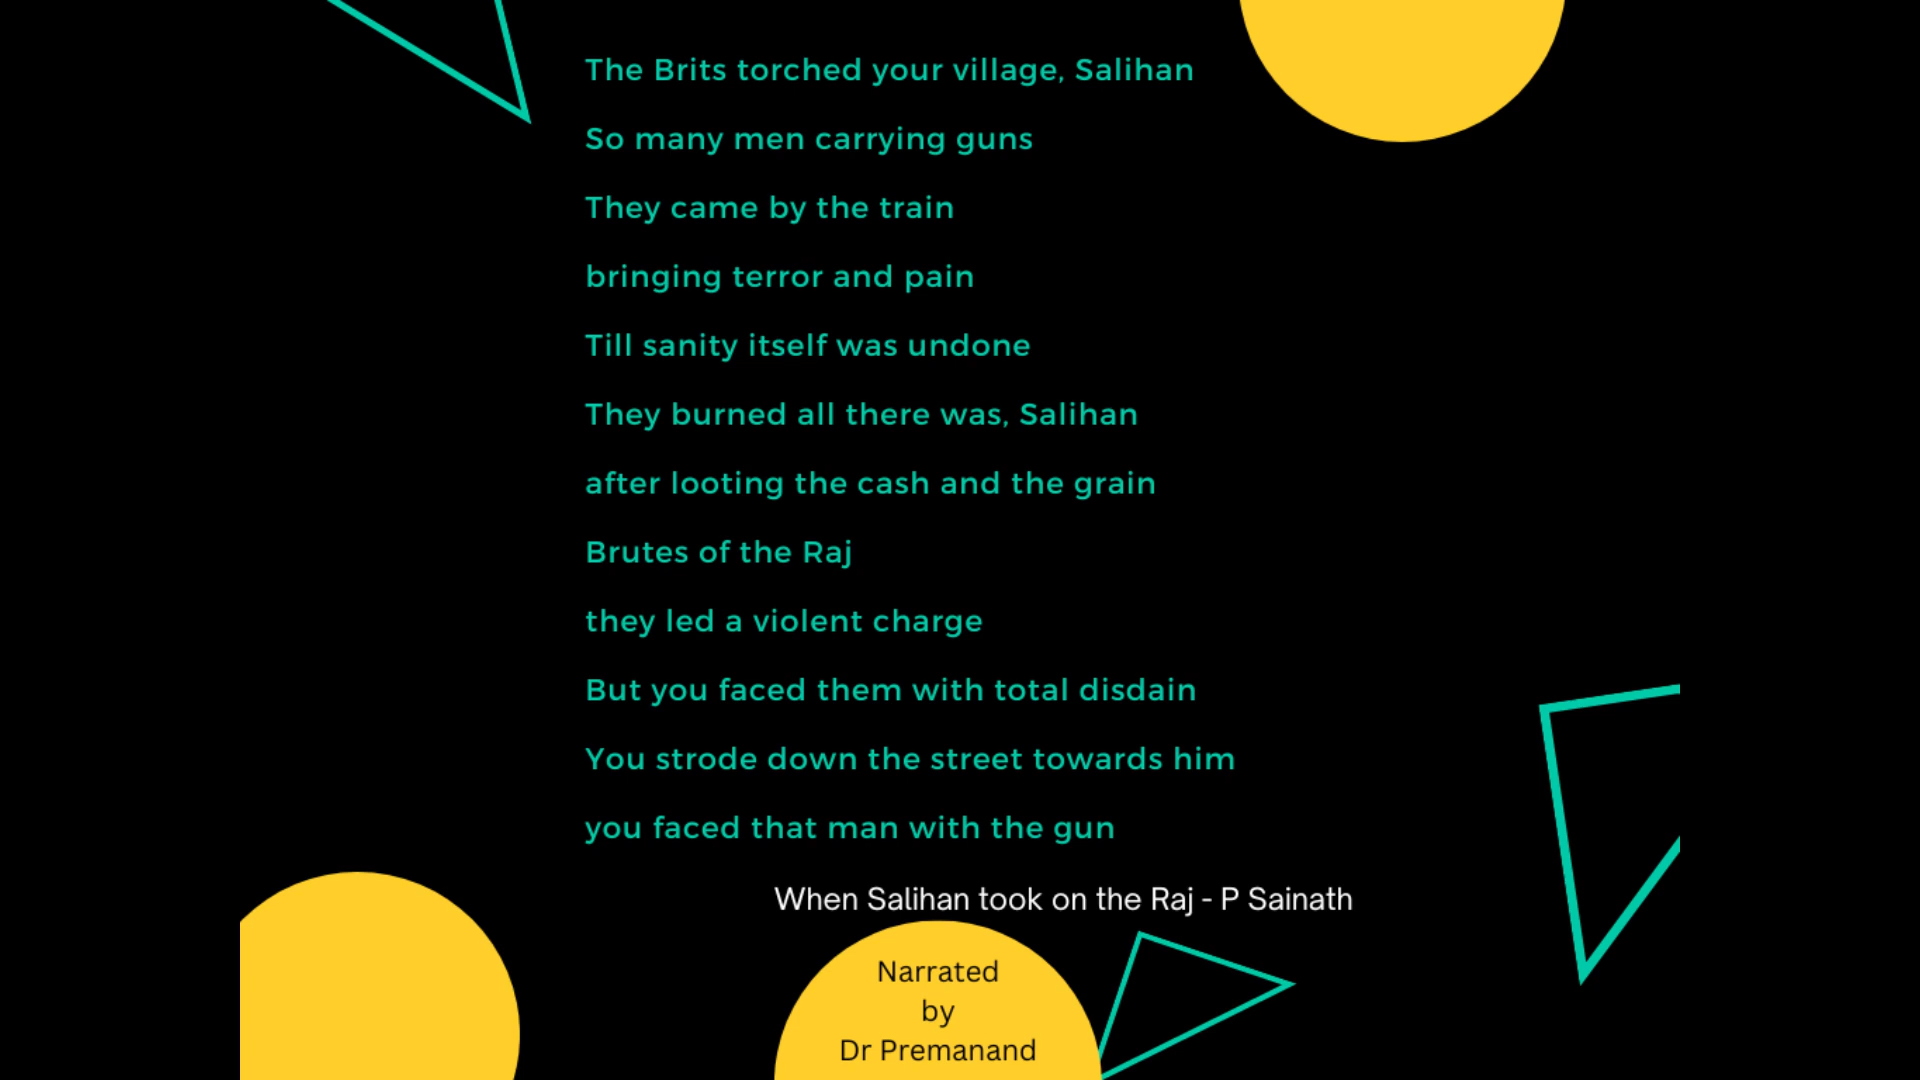 The Brits torched your village, Salihan
So many men carrying guns
They came by the train
bringing terror and pain
Till sanity itself was undone
They burned all there was, Salihan
after looting the cash and the grain
Brutes of the Raj
they led a violent charge
But you faced them with total disdain
You strode down the street towards him
you faced that man with the gun
When Salihan took on the Raj - P Sainath
Narrated
by
Dr Premanand